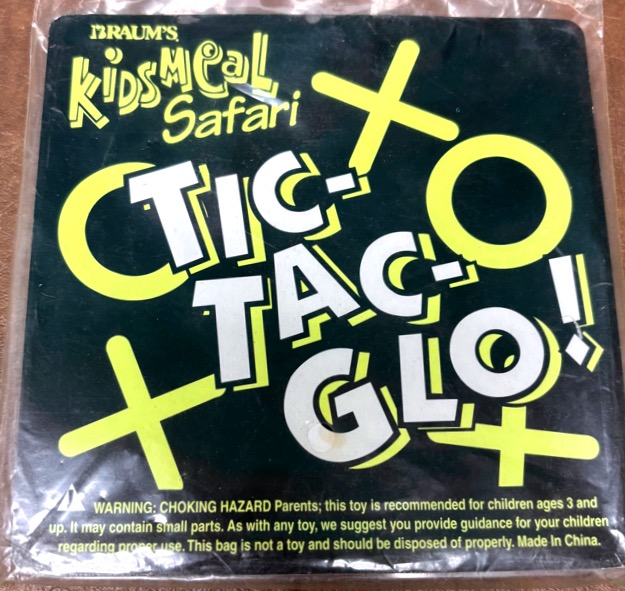 BRAUM'S
KiDSMeaL
Safari
TIC-
TAC-
GLO!
WARNING: CHOKING HAZARD Parents; this toy is recommended for children ages 3 and
up. It may contain small parts. As with any toy, we suggest you provide guidance for your children
regarding proper use. This bag is not a toy and should be disposed of properly. Made In China.